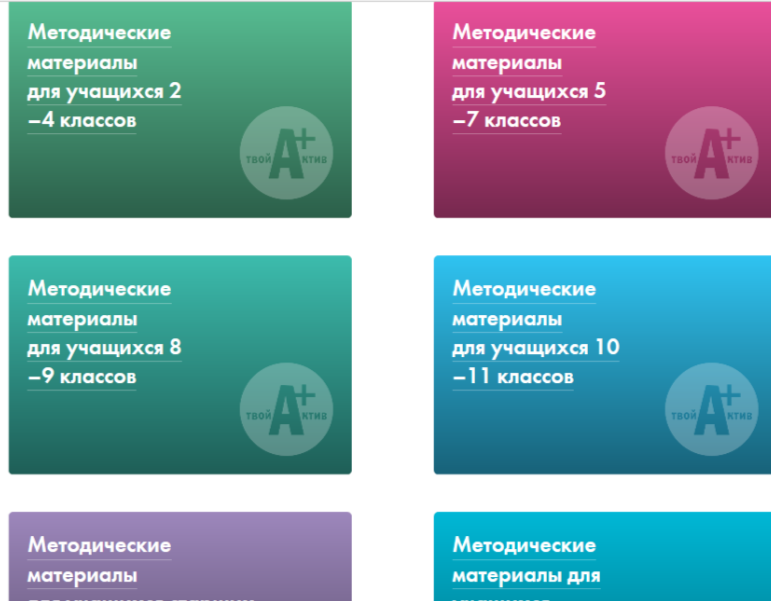 Методические
материалы
для учащихся 2
–4 классов
твой А+ктив
Методические
материалы
для учащихся 5
–7 классов
твой А+ктив
Методические
материалы
для учащихся 8
–9 классов
твой А+ктив
Методические
материалы
для учащихся 10
–11 классов
твой А+ктив
Методические
материалы
Методические
материалы для